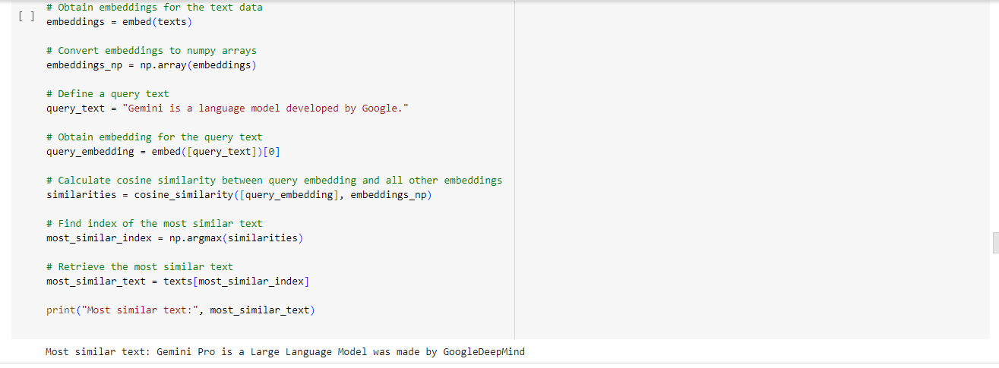 # Obtain embeddings for the text data
[ ]
embeddings = embed(texts)
# Convert embeddings to numpy arrays
embeddings_np = np.array(embeddings)
# Define a query text
query_text = "Gemini is a language model developed by Google."
# Obtain embedding for the query text
query_embedding = embed([query_text])[0]
# Calculate cosine similarity between query embedding and all other embeddings
similarities = cosine_similarity([query_embedding], embeddings_np)
# Find index of the most similar text
most_similar_index = np.argmax(similarities)
# Retrieve the most similar text
most_similar_text = texts[most_similar_index]
print("Most similar text:", most_similar_text)
Most similar text: Gemini Pro is a Large Language Model was made by GoogleDeepMind